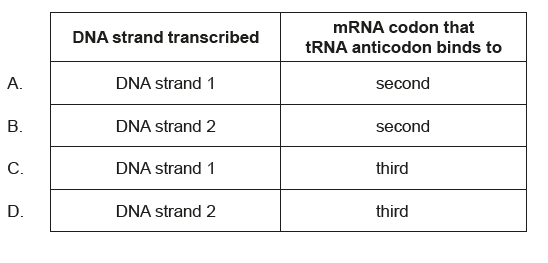 DNA strand transcribed
mRNA codon that
tRNA anticodon binds to
A. DNA strand 1 second
B. DNA strand 2 second
C. DNA strand 1 third
D. DNA strand 2 third